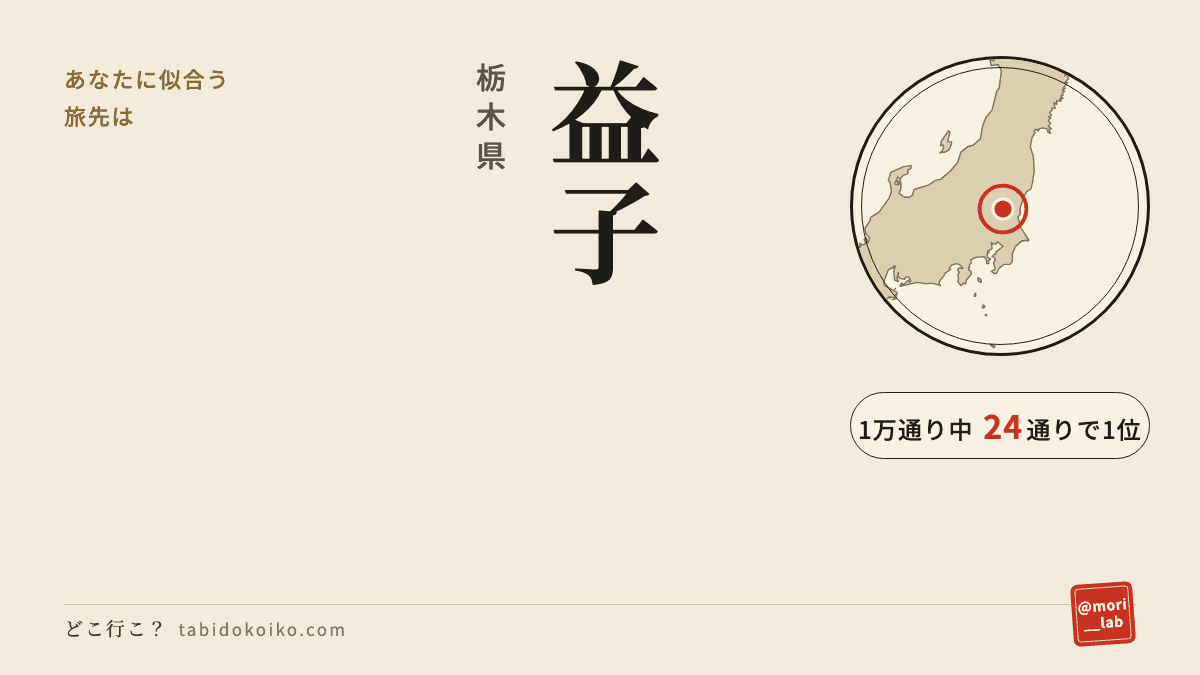 あなたに似合う
旅先は
益子
栃木県
1万通り中 24通りで1位
どこ行こ？ tabidokoiko.com
@mori
__lab